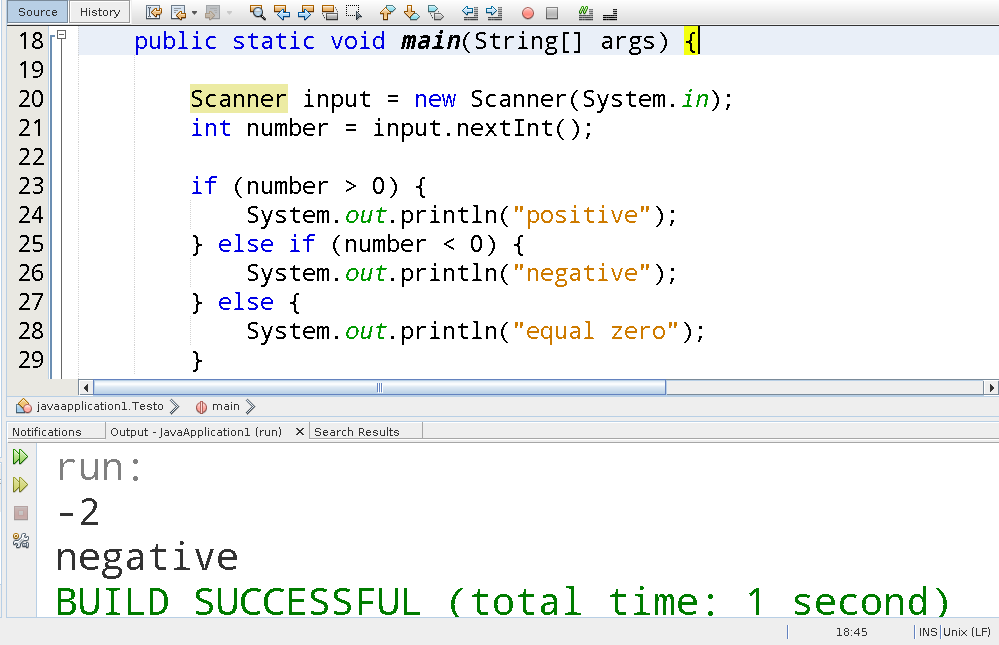 Source History
18 public static void main(String[] args) {
19
20 Scanner input = new Scanner(System.in);
21 int number = input.nextInt();
22
23 if (number > 0) {
24 System.out.println("positive");
25 } else if (number < 0) {
26 System.out.println("negative");
27 } else {
28 System.out.println("equal zero");
29 }
javaapplication1.Testo main
Notifications Output - JavaApplication1 (run) Search Results
run:
-2
negative
BUILD SUCCESSFUL (total time: 1 second)
18:45 INS Unix (LF)